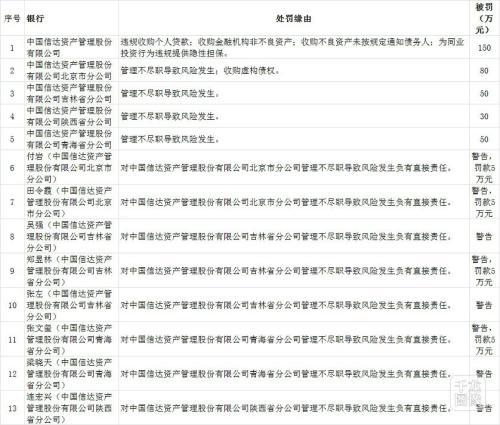 序号 银行 处罚缘由 被罚（万元）
1 中国信达资产管理股份有限公司 违规收购个人贷款；收购金融机构非不良资产；收购不良资产未按规定通知债务人；为同业投资行为违规提供隐性担保。 150
2 中国信达资产管理股份有限公司北京市分公司 管理不尽职导致风险发生；收购虚构债权。 80
3 中国信达资产管理股份有限公司吉林省分公司 管理不尽职导致风险发生。 50
4 中国信达资产管理股份有限公司陕西省分公司 管理不尽职导致风险发生。 30
5 中国信达资产管理股份有限公司青海省分公司 管理不尽职导致风险发生。 50
6 付岩（中国信达资产管理股份有限公司北京市分公司） 对中国信达资产管理股份有限公司北京市分公司管理不尽职导致风险发生负有直接责任。 警告，罚款5万元
7 田令霞（中国信达资产管理股份有限公司北京市分公司） 对中国信达资产管理股份有限公司北京市分公司管理不尽职导致风险发生负有直接责任。 警告，罚款5万元
8 吴强（中国信达资产管理股份有限公司吉林省分公司） 对中国信达资产管理股份有限公司吉林省分公司管理不尽职导致风险发生负有直接责任。 警告
9 郑昱林（中国信达资产管理股份有限公司吉林省分公司） 对中国信达资产管理股份有限公司吉林省分公司管理不尽职导致风险发生负有直接责任。 警告，罚款5万元
10 张左（中国信达资产管理股份有限公司吉林省分公司） 对中国信达资产管理股份有限公司吉林省分公司管理不尽职导致风险发生负有直接责任。 警告
11 张文玺（中国信达资产管理股份有限公司青海省分公司） 对中国信达资产管理股份有限公司青海省分公司管理不尽职导致风险发生负有直接责任。 警告，罚款5万元
12 梁晓天（中国信达资产管理股份有限公司青海省分公司） 对中国信达资产管理股份有限公司青海省分公司管理不尽职导致风险发生负有直接责任。 警告
13 连宏兴（中国信达资产管理股份有限公司陕西省分公司） 对中国信达资产管理股份有限公司陕西省分公司管理不尽职导致风险发生负有直接责任。 警告
千龙图像